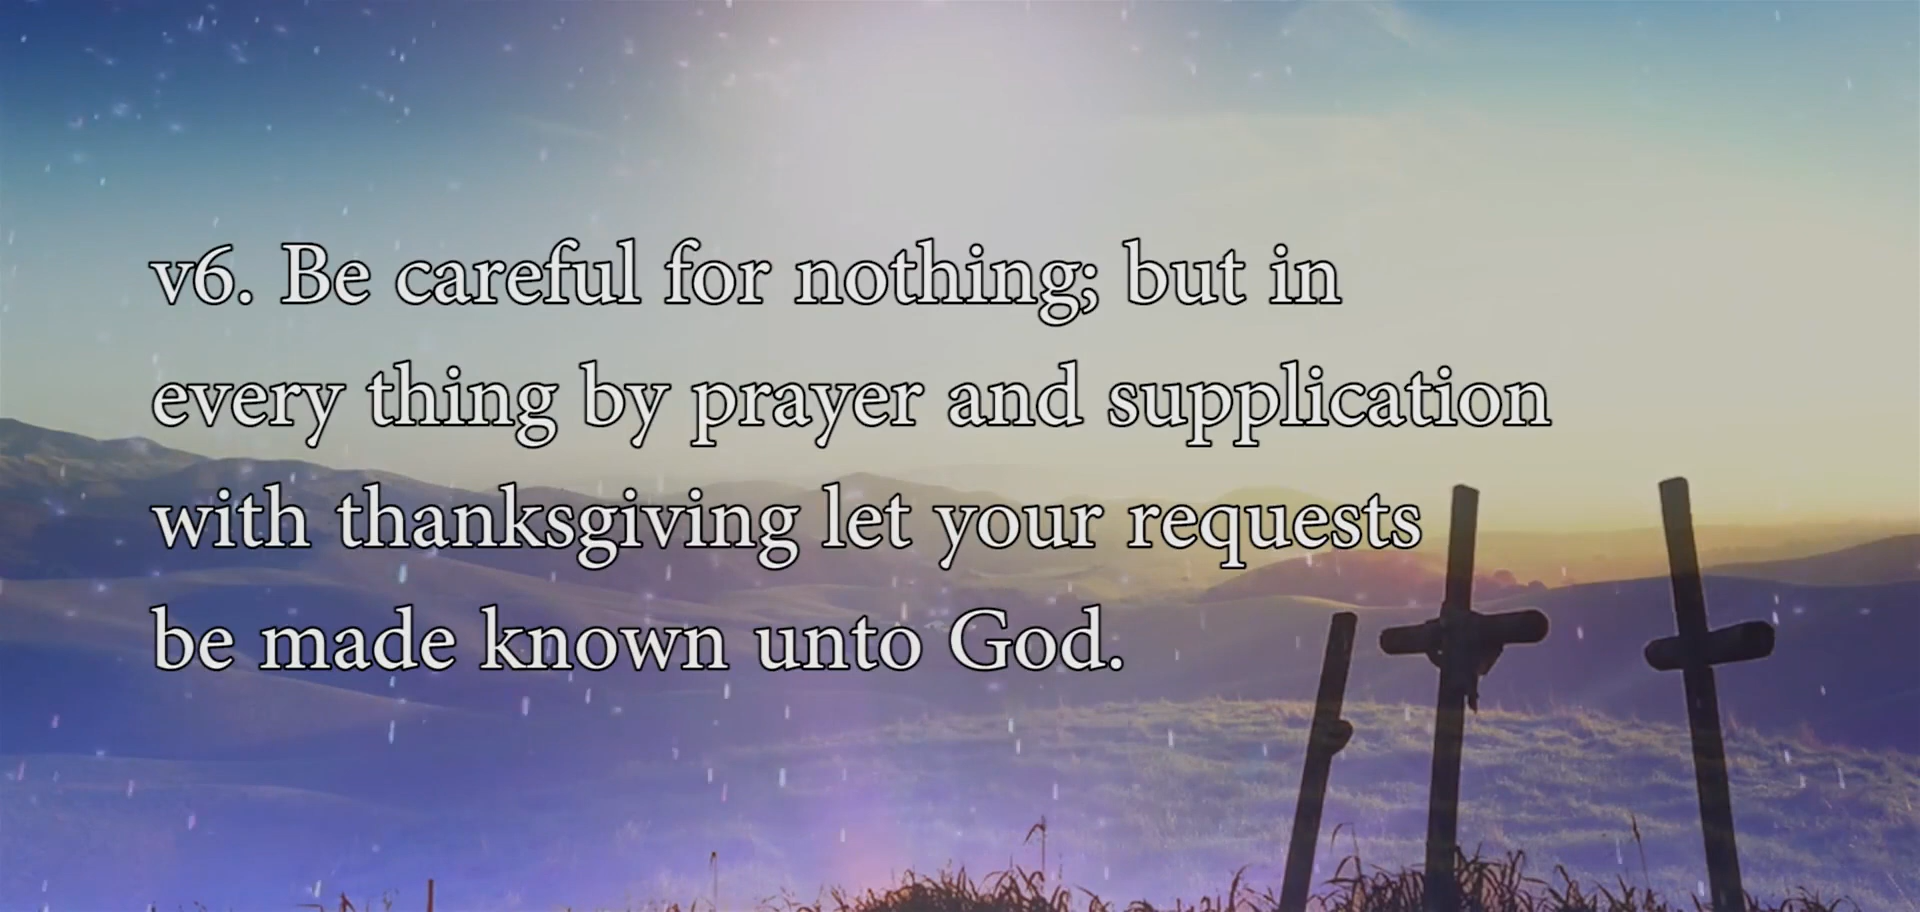 v6. Be careful for nothing; but in
every thing by prayer and supplication
with thanksgiving let your requests
be made known unto God.